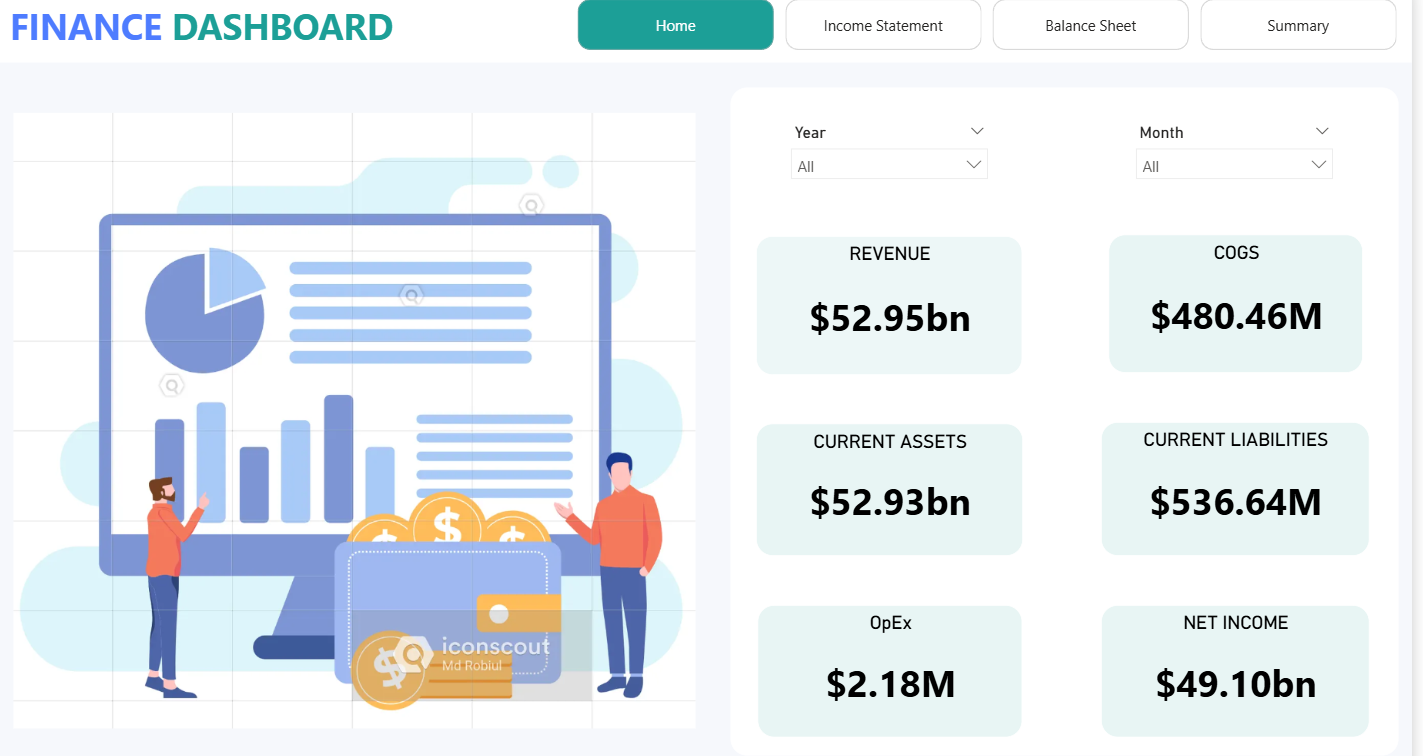 FINANCE DASHBOARD
Home
Income Statement
Balance Sheet
Summary
Year
All
Month
All
REVENUE
$52.95bn
COGS
$480.46M
CURRENT ASSETS
$52.93bn
CURRENT LIABILITIES
$536.64M
OpEx
$2.18M
NET INCOME
$49.10bn
$
$
$
$
iconscout
Md Robiul